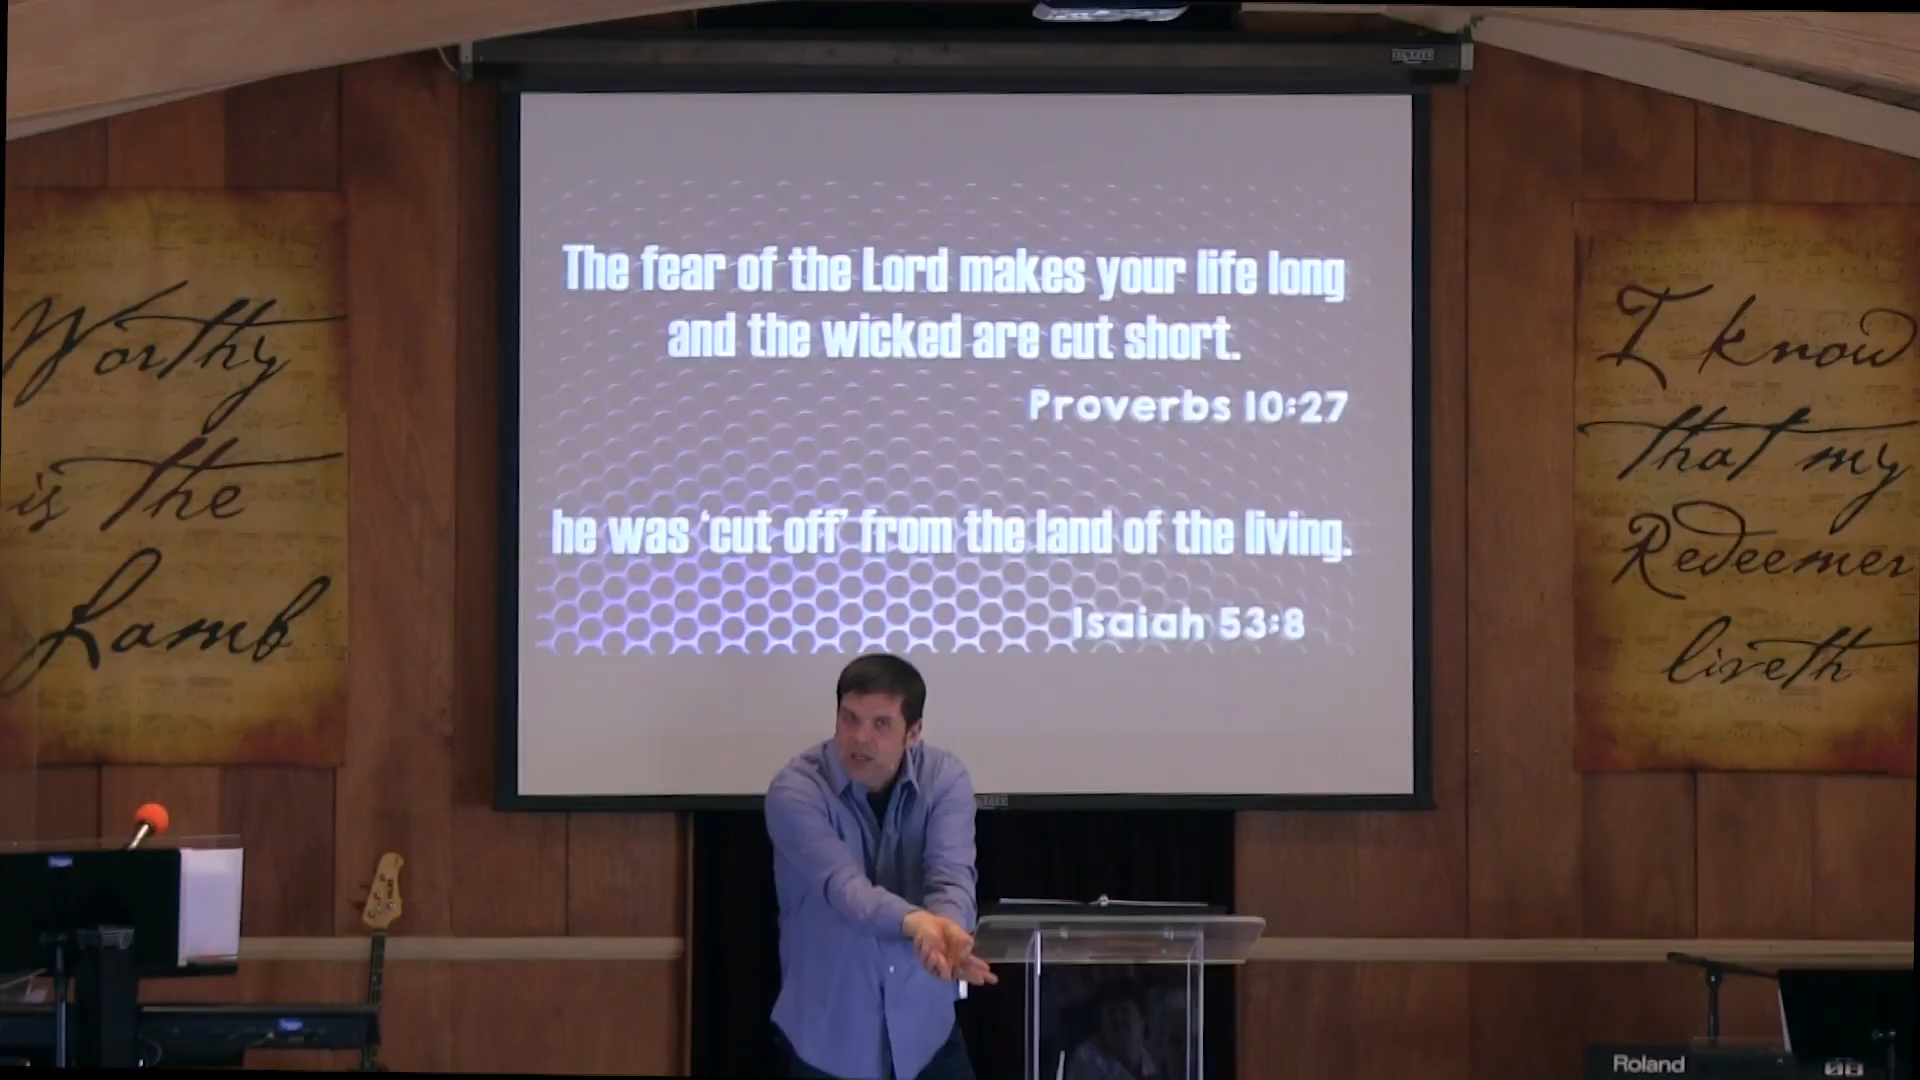 The fear of the Lord makes your life long
and the wicked are cut short.
Proverbs 10:27
he was ‘cut off’ from the land of the living.
Isaiah 53:8
Worthy
is the
Lamb
I know
that my
Redeemer
liveth
Roland
08